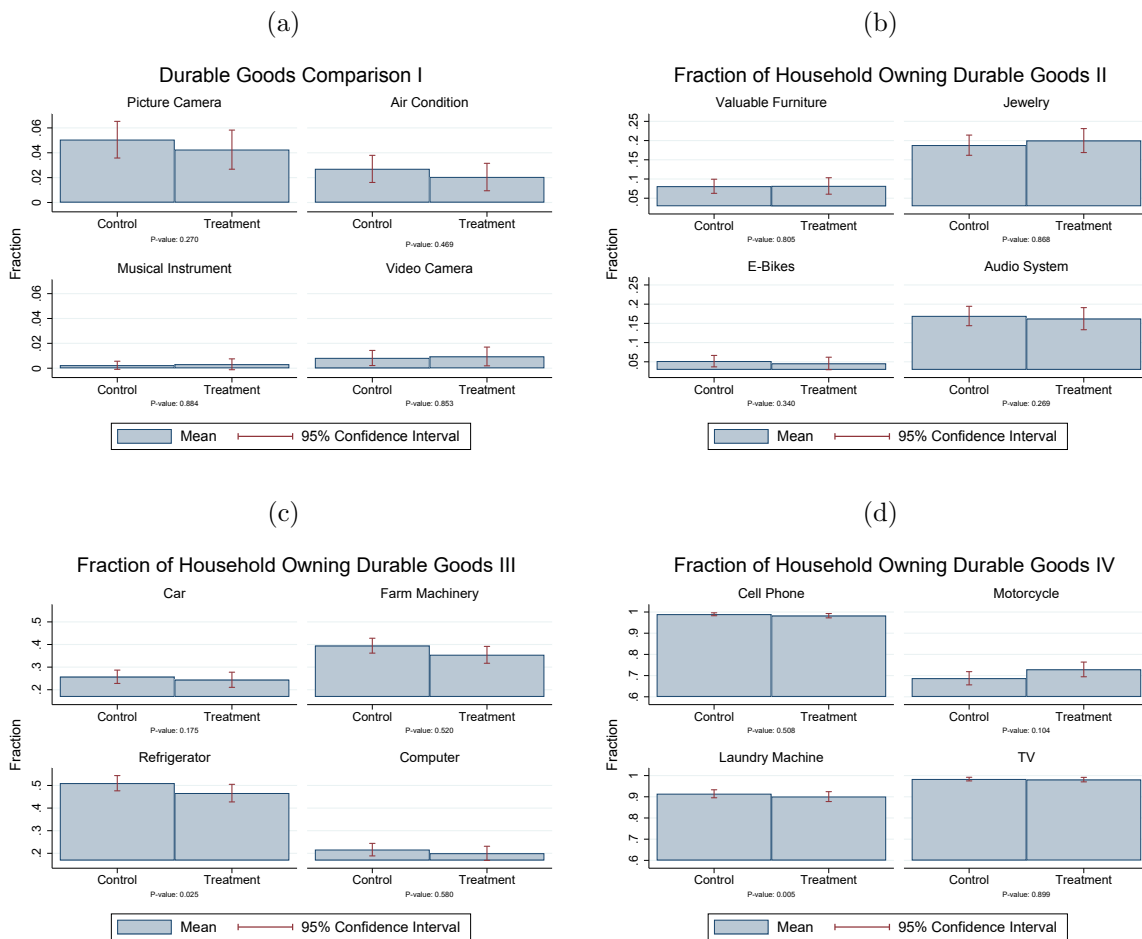 (a)
Durable Goods Comparison I
Picture Camera
Air Condition
Fraction
0 .02 .04 .06
Control Treatment
P-value: 0.270
Control Treatment
P-value: 0.469
Musical Instrument
Video Camera
0 .02 .04 .06
Control Treatment
P-value: 0.884
Control Treatment
P-value: 0.853
Mean 95% Confidence Interval
(b)
Fraction of Household Owning Durable Goods II
Valuable Furniture
Jewelry
Fraction
.05 .1 .15 .2 .25
Control Treatment
P-value: 0.805
Control Treatment
P-value: 0.868
E-Bikes
Audio System
.05 .1 .15 .2 .25
Control Treatment
P-value: 0.340
Control Treatment
P-value: 0.269
Mean 95% Confidence Interval
(c)
Fraction of Household Owning Durable Goods III
Car
Farm Machinery
Fraction
.2 .3 .4 .5
Control Treatment
P-value: 0.175
Control Treatment
P-value: 0.520
Refrigerator
Computer
.2 .3 .4 .5
Control Treatment
P-value: 0.025
Control Treatment
P-value: 0.580
Mean 95% Confidence Interval
(d)
Fraction of Household Owning Durable Goods IV
Cell Phone
Motorcycle
Fraction
.6 .7 .8 .9 1
Control Treatment
P-value: 0.508
Control Treatment
P-value: 0.104
Laundry Machine
TV
.6 .7 .8 .9 1
Control Treatment
P-value: 0.005
Control Treatment
P-value: 0.899
Mean 95% Confidence Interval